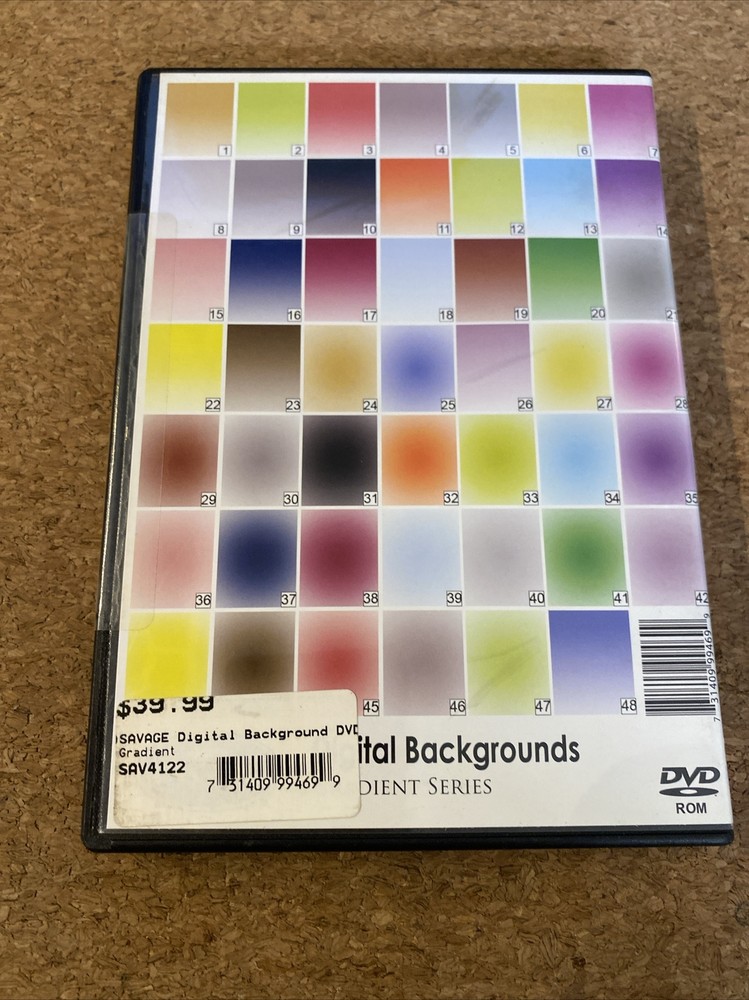 1 2 3 4 5 6 7
8 9 10 11 12 13 14
15 16 17 18 19 20 21
22 23 24 25 26 27 28
29 30 31 32 33 34 35
36 37 38 39 40 41 42
45 46 47 48
7 31409 99469 9
$39.99
SAVAGE Digital Background DVD
Gradient
SAV4122
7 31409 99469 9
ital Backgrounds
DIENT SERIES
DVD
ROM